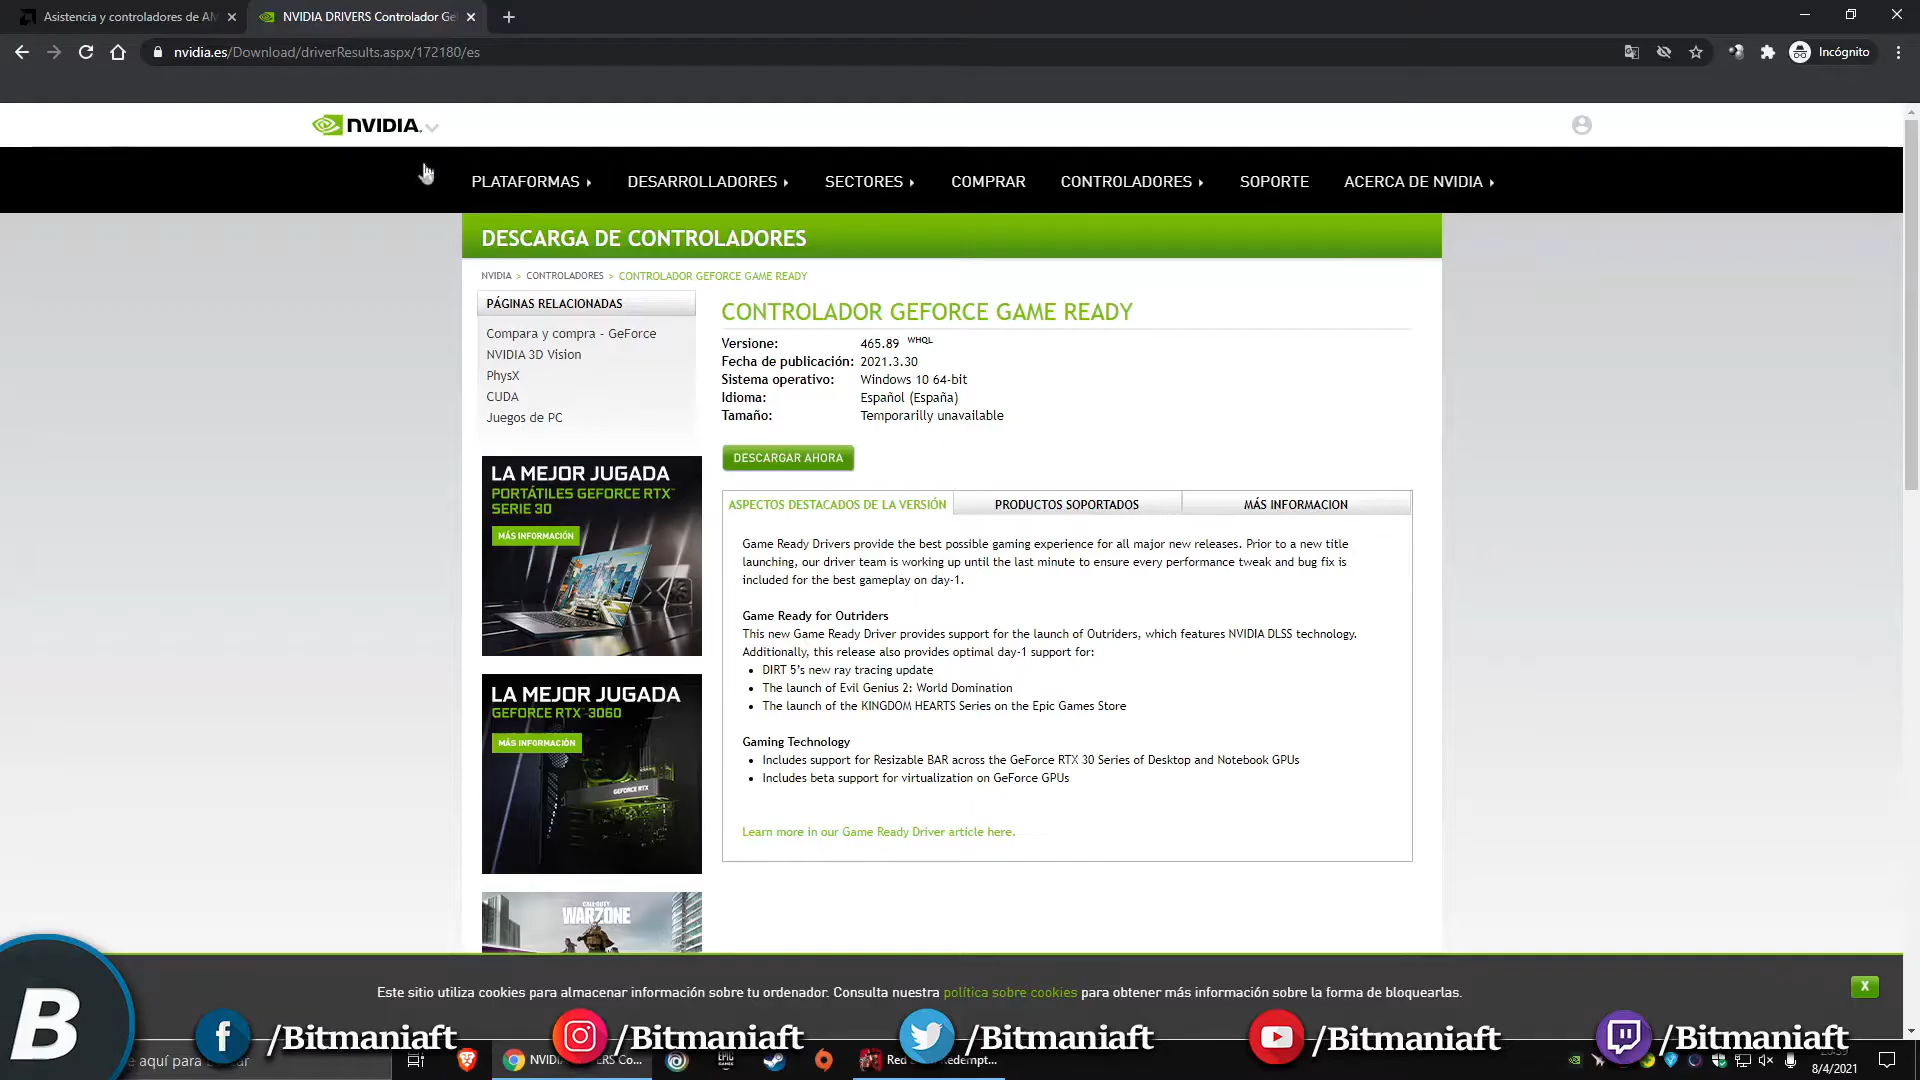 Asistencia y controladores de AM
NVIDIA DRIVERS Controlador Ge
nvidia.es/Download/driverResults.aspx/172180/es
Incógnito
NVIDIA.
PLATAFORMAS
DESARROLLADORES
SECTORES
COMPRAR
CONTROLADORES
SOPORTE
ACERCA DE NVIDIA
DESCARGA DE CONTROLADORES
NVIDIA > CONTROLADORES > CONTROLADOR GEFORCE GAME READY
PÁGINAS RELACIONADAS
Compara y compra - GeForce
NVIDIA 3D Vision
PhysX
CUDA
Juegos de PC
LA MEJOR JUGADA
PORTÁTILES GEFORCE RTX™
SERIE 30
MÁS INFORMACIÓN
LA MEJOR JUGADA
GEFORCE RTX™ 3060
MÁS INFORMACIÓN
GEFORCE RTX
CALL OF DUTY
WARZONE
CONTROLADOR GEFORCE GAME READY
Versione: 465.89 WHQL
Fecha de publicación: 2021.3.30
Sistema operativo: Windows 10 64-bit
Idioma: Español (España)
Tamaño: Temporarilly unavailable
DESCARGAR AHORA
ASPECTOS DESTACADOS DE LA VERSIÓN
PRODUCTOS SOPORTADOS
MÁS INFORMACION
Game Ready Drivers provide the best possible gaming experience for all major new releases. Prior to a new title
launching, our driver team is working up until the last minute to ensure every performance tweak and bug fix is
included for the best gameplay on day-1.
Game Ready for Outriders
This new Game Ready Driver provides support for the launch of Outriders, which features NVIDIA DLSS technology.
Additionally, this release also provides optimal day-1 support for:
• DIRT 5's new ray tracing update
• The launch of Evil Genius 2: World Domination
• The launch of the KINGDOM HEARTS Series on the Epic Games Store
Gaming Technology
• Includes support for Resizable BAR across the GeForce RTX 30 Series of Desktop and Notebook GPUs
• Includes beta support for virtualization on GeForce GPUs
Learn more in our Game Ready Driver article here.
Este sitio utiliza cookies para almacenar información sobre tu ordenador. Consulta nuestra política sobre cookies para obtener más información sobre la forma de bloquearlas.
X
B
/Bitmaniaft
/Bitmaniaft
/Bitmaniaft
/Bitmaniaft
/Bitmaniaft
e aquí para
EPIC
8/4/2021